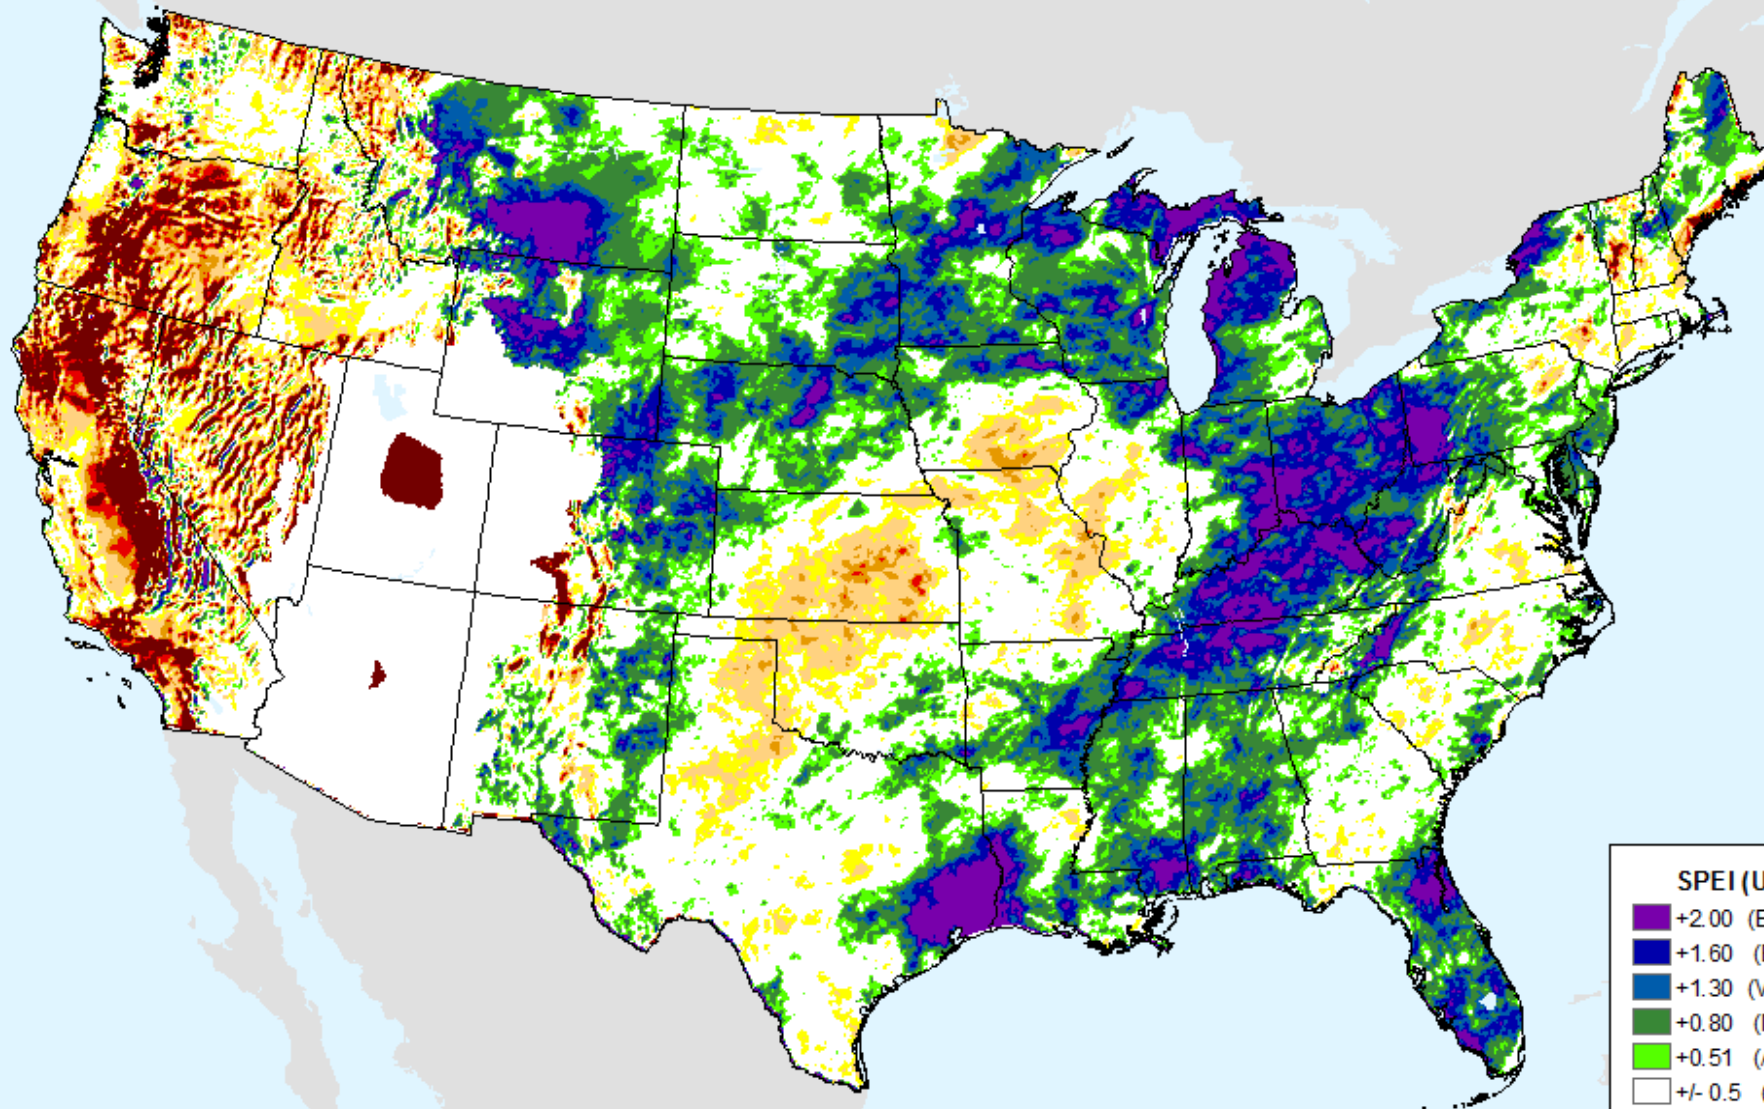 SPEI (U
+2.00 (E
+1.60 (
+1.30 (V
+0.80 (
+0.51 (
+/- 0.5 (